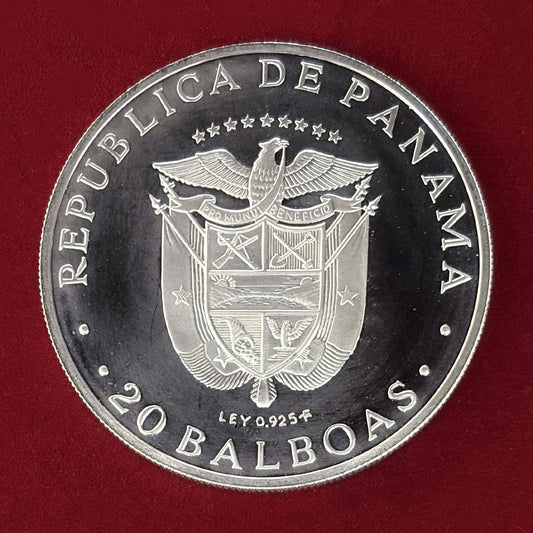 REPUBLICA DE PANAMA
PRO MUNDI BENEFICIO
LEY 0.925
· 20 BALBOAS ·